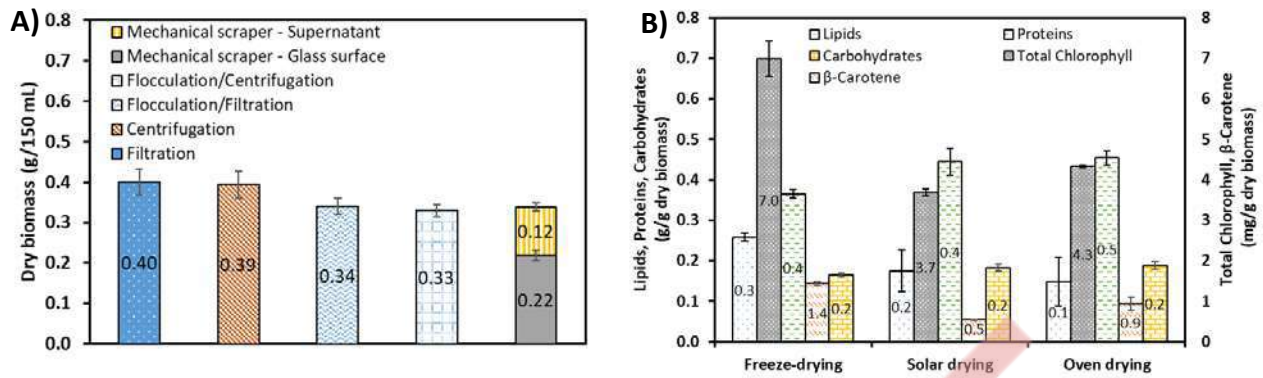 A)
0.8
0.7
0.6
0.5
0.4
0.3
0.2
0.1
0.0
Dry biomass (g/150 mL)
Mechanical scraper - Supernatant
Mechanical scraper - Glass surface
Flocculation/Centrifugation
Flocculation/Filtration
Centrifugation
Filtration
0.40
0.39
0.34
0.33
0.12
0.22
B)
0.8
0.7
0.6
0.5
0.4
0.3
0.2
0.1
0.0
Lipids, Proteins, Carbohydrates
(g/g dry biomass)
Lipids
Proteins
Carbohydrates
Total Chlorophyll
β-Carotene
0.3
7.0
0.4
1.4
0.2
0.2
3.7
0.4
0.5
0.2
0.1
4.3
0.5
0.9
0.2
Freeze-drying
Solar drying
Oven drying
8
7
6
5
4
3
2
1
0
Total Chlorophyll, β-Carotene
(mg/g dry biomass)